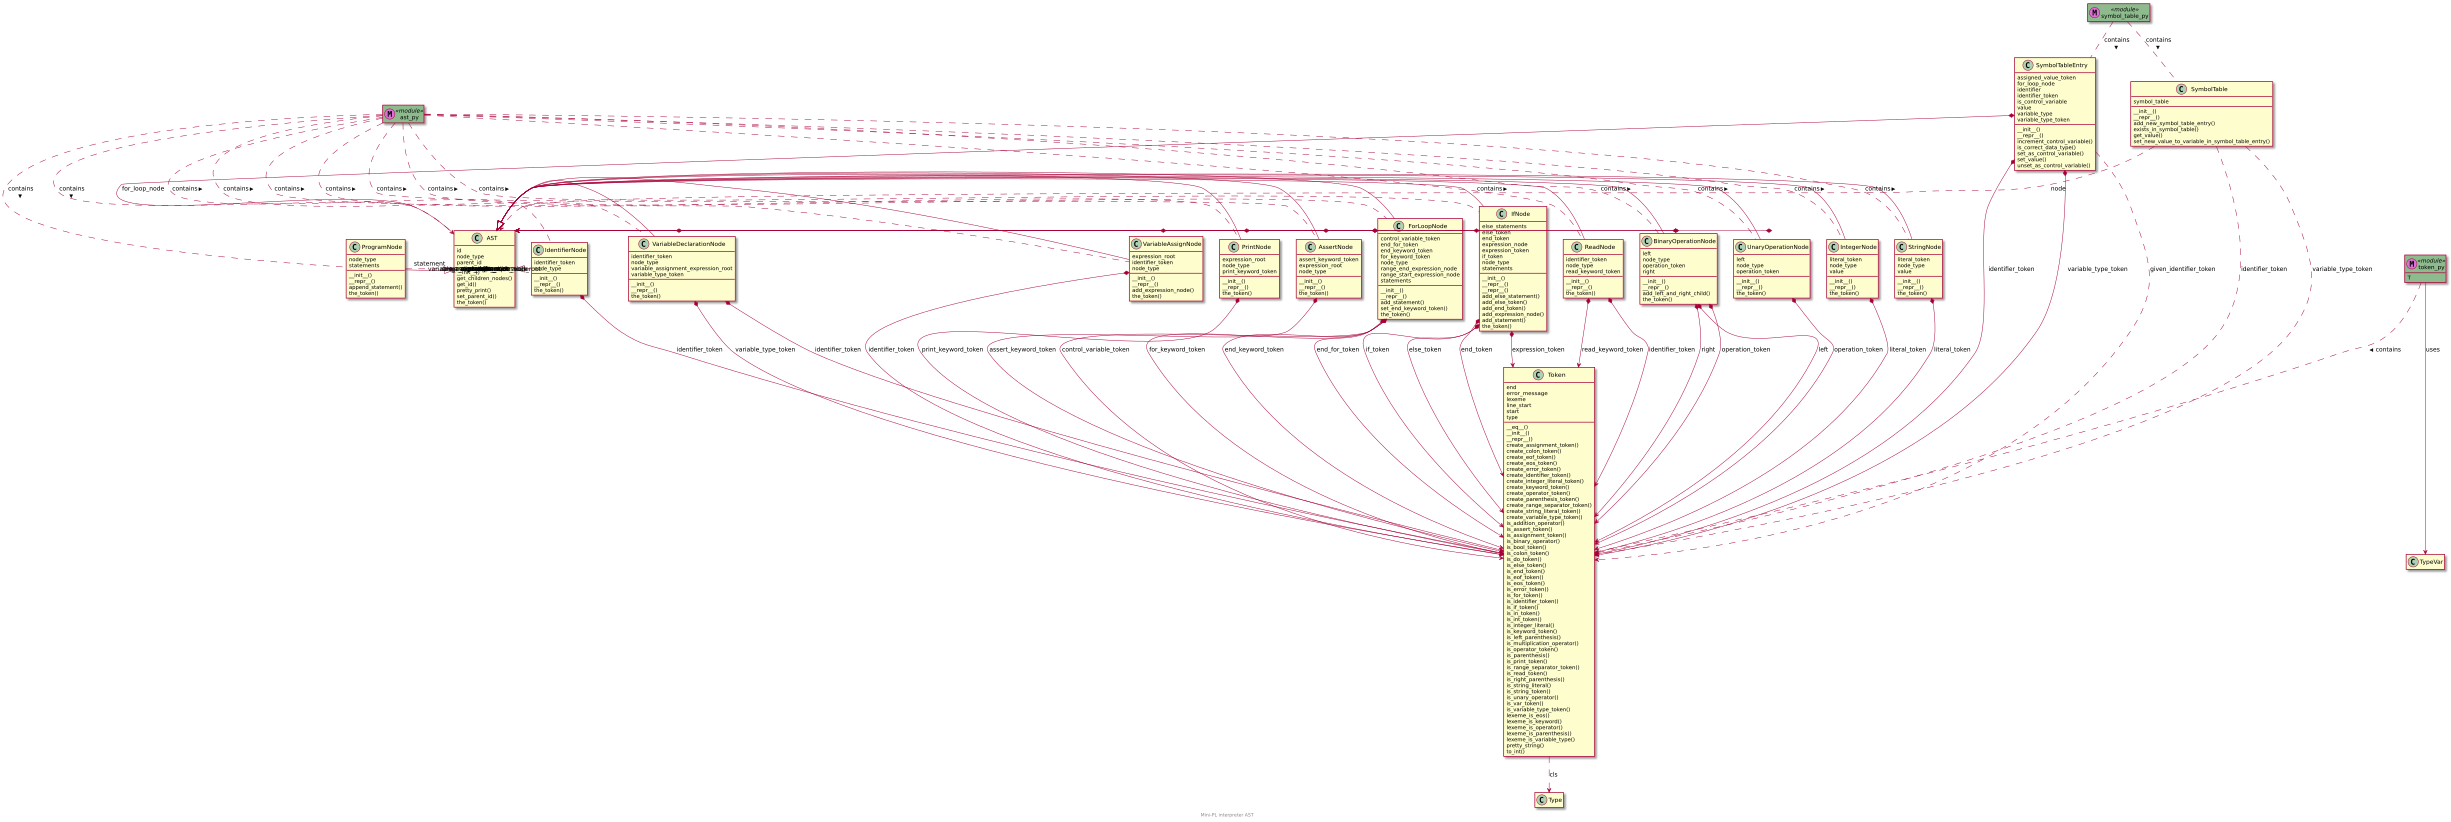 «module»
symbol_table_py
contains
contains
SymbolTableEntry
assigned_value_token
for_loop_node
identifier
identifier_token
is_control_variable
value
variable_type
variable_type_token
__init__()
__repr__()
increment_control_variable()
is_correct_data_type()
set_as_control_variable()
set_value()
unset_as_control_variable()
SymbolTable
symbol_table
__init__()
__repr__()
add_new_symbol_table_entry()
exists_in_symbol_table()
get_value()
set_new_value_to_variable_in_symbol_table_entry()
«module»
ast_py
contains
contains
for_loop_node
contains
contains
contains
contains
contains
contains
contains
contains
contains
contains
contains
node
ProgramNode
node_type
statements
__init__()
__repr__()
append_statement()
the_token()
statement
AST
id
node_type
parent_id
get_children_nodes()
get_id()
pretty_print()
set_parent_id()
the_token()
IdentifierNode
identifier_token
node_type
__init__()
__repr__()
the_token()
VariableDeclarationNode
identifier_token
node_type
variable_assignment_expression_root
variable_type_token
__init__()
__repr__()
the_token()
VariableAssignNode
expression_root
identifier_token
node_type
__init__()
__repr__()
add_expression_node()
the_token()
PrintNode
expression_root
node_type
print_keyword_token
__init__()
__repr__()
the_token()
AssertNode
assert_keyword_token
expression_root
node_type
__init__()
__repr__()
the_token()
ForLoopNode
control_variable_token
end_for_token
end_keyword_token
for_keyword_token
node_type
range_end_expression_node
range_start_expression_node
statements
__init__()
__repr__()
add_statement()
set_end_keyword_token()
the_token()
IfNode
else_statements
else_token
end_token
expression_node
expression_token
if_token
node_type
statements
__init__()
__repr__()
__repr__()
add_else_statement()
add_else_token()
add_end_token()
add_expression_node()
add_statement()
the_token()
ReadNode
identifier_token
node_type
read_keyword_token
__init__()
__repr__()
the_token()
BinaryOperationNode
left
node_type
operation_token
right
__init__()
__repr__()
add_left_and_right_child()
the_token()
UnaryOperationNode
left
node_type
operation_token
__init__()
__repr__()
the_token()
IntegerNode
literal_token
node_type
value
__init__()
__repr__()
the_token()
StringNode
literal_token
node_type
value
__init__()
__repr__()
the_token()
identifier_token
variable_type_token
given_identifier_token
identifier_token
variable_type_token
«module»
token_py
T
identifier_token
variable_type_token
identifier_token
identifier_token
print_keyword_token
assert_keyword_token
control_variable_token
for_keyword_token
end_keyword_token
end_for_token
if_token
else_token
end_token
expression_token
read_keyword_token
identifier_token
right
operation_token
left
operation_token
literal_token
literal_token
contains
uses
Token
end
error_message
lexeme
line_start
start
type
__eq__()
__init__()
__repr__()
create_assignment_token()
create_colon_token()
create_eof_token()
create_eos_token()
create_error_token()
create_identifier_token()
create_integer_literal_token()
create_keyword_token()
create_operator_token()
create_parenthesis_token()
create_range_separator_token()
create_string_literal_token()
create_variable_type_token()
is_addition_operator()
is_assert_token()
is_assignment_token()
is_binary_operator()
is_bool_token()
is_colon_token()
is_do_token()
is_else_token()
is_end_token()
is_eof_token()
is_eos_token()
is_error_token()
is_for_token()
is_identifier_token()
is_if_token()
is_in_token()
is_int_token()
is_integer_literal()
is_keyword_token()
is_left_parenthesis()
is_multiplication_operator()
is_operator_token()
is_parenthesis()
is_print_token()
is_range_separator_token()
is_read_token()
is_right_parenthesis()
is_string_literal()
is_string_token()
is_unary_operator()
is_var_token()
is_variable_type_token()
lexeme_is_eos()
lexeme_is_keyword()
lexeme_is_operator()
lexeme_is_parenthesis()
lexeme_is_variable_type()
pretty_string()
to_int()
TypeVar
cls
Type
Mini-PL interpreter AST